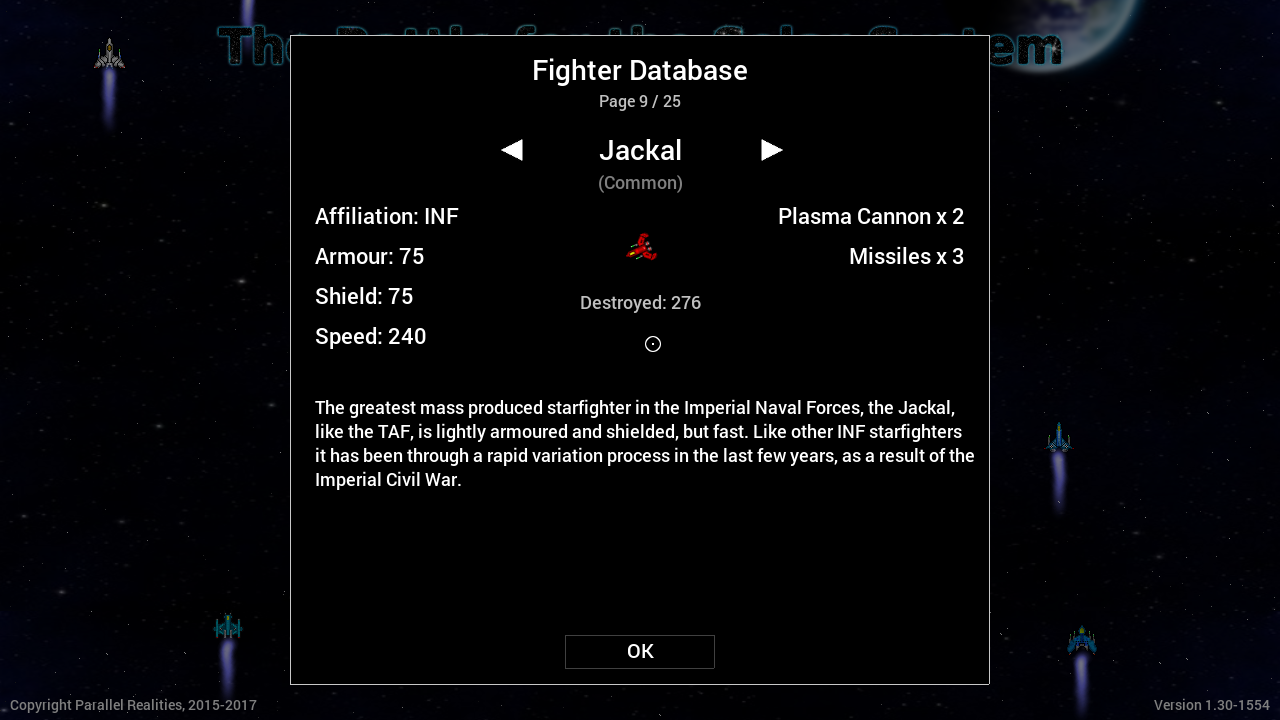 Fighter Database
Page 9 / 25
Jackal
(Common)
Affiliation: INF
Armour: 75
Shield: 75
Speed: 240
Plasma Cannon x 2
Missiles x 3
Destroyed: 276
The greatest mass produced starfighter in the Imperial Naval Forces, the Jackal,
like the TAF, is lightly armoured and shielded, but fast. Like other INF starfighters
it has been through a rapid variation process in the last few years, as a result of the
Imperial Civil War.
OK
Copyright Parallel Realities, 2015-2017
Version 1.30-1554